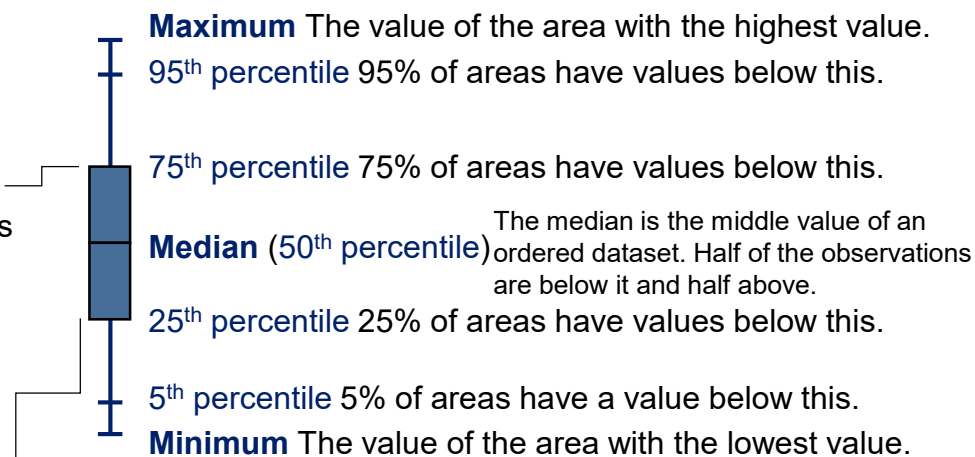 Maximum The value of the area with the highest value.
95th percentile 95% of areas have values below this.
75th percentile 75% of areas have values below this.
s
Median (50th percentile)
The median is the middle value of an
ordered dataset. Half of the observations
are below it and half above.
25th percentile 25% of areas have values below this.
5th percentile 5% of areas have a value below this.
Minimum The value of the area with the lowest value.